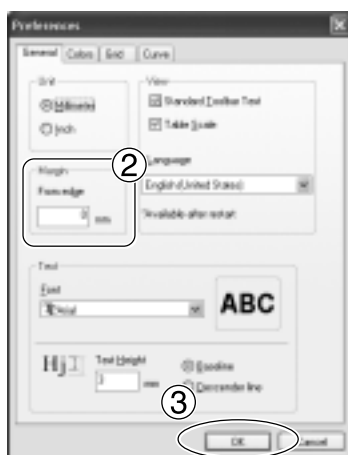 Preferences
General Colors Grid Curve
Unit
Millimeter
Inch
View
Standard Toolbar Text
Table Scale
②
Margin
From edge
0 mm
Language
English (United States)
*Available after restart
Text
Font
Arial
ABC
Text Height
3 mm
Baseline
Descender line
③
OK Cancel